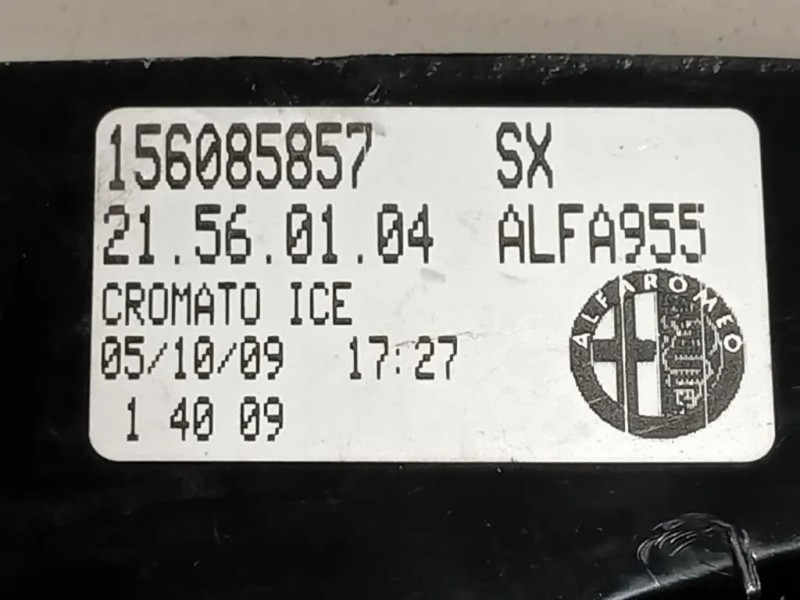 156085857 SX
21.56.01.04 ALFA955
CROMATO ICE
05/10/09 17:27
1 40 09
ALFA ROMEO